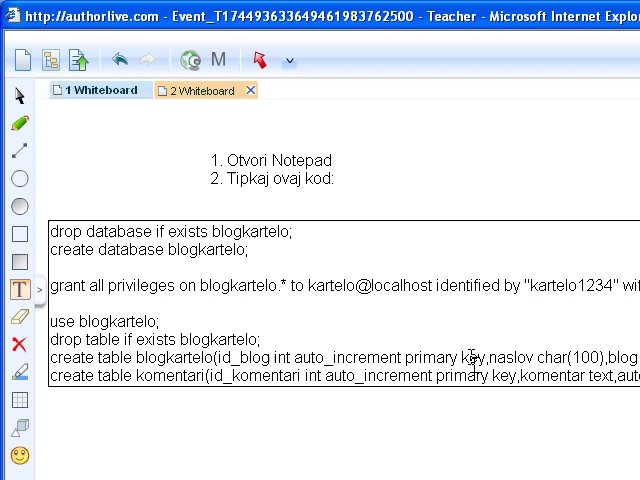 http://authorlive.com - Event_T174493633649461983762500 - Teacher - Microsoft Internet Explo
M
1 Whiteboard
2 Whiteboard
1. Otvori Notepad
2. Tipkaj ovaj kod:
drop database if exists blogkartelo;
create database blogkartelo;
grant all privileges on blogkartelo.* to kartelo@localhost identified by "kartelo1234" wit
use blogkartelo;
drop table if exists blogkartelo;
create table blogkartelo(id_blog int auto_increment primary key,naslov char(100),blog
create table komentari(id_komentari int auto_increment primary key,komentar text,auto
T